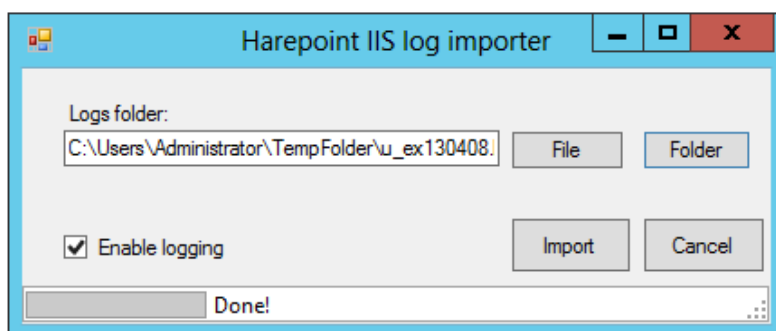 Harepoint IIS log importer
Logs folder:
C:\Users\Administrator\TempFolder\u_ex130408. File Folder
Enable logging Import Cancel
Done!